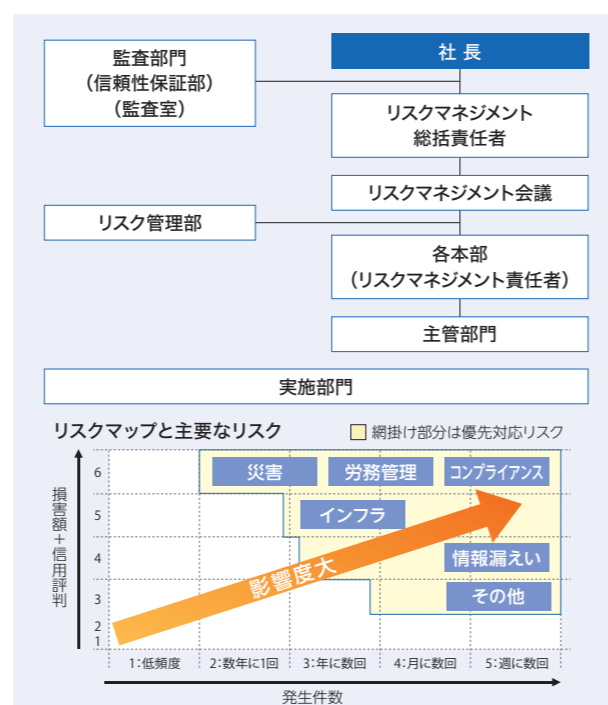 監査部門
(信頼性保証部)
(監査室)
社 長
リスクマネジメント
総括責任者
リスクマネジメント会議
リスク管理部
各本部
(リスクマネジメント責任者)
主管部門
実施部門
リスクマップと主要なリスク
網掛け部分は優先対応リスク
損害額+信用評判
6
5
4
3
2
1
災害
労務管理
コンプライアンス
インフラ
情報漏えい
その他
影響度大
1:低頻度
2:数年に1回
3:年に数回
4:月に数回
5:週に数回
発生件数